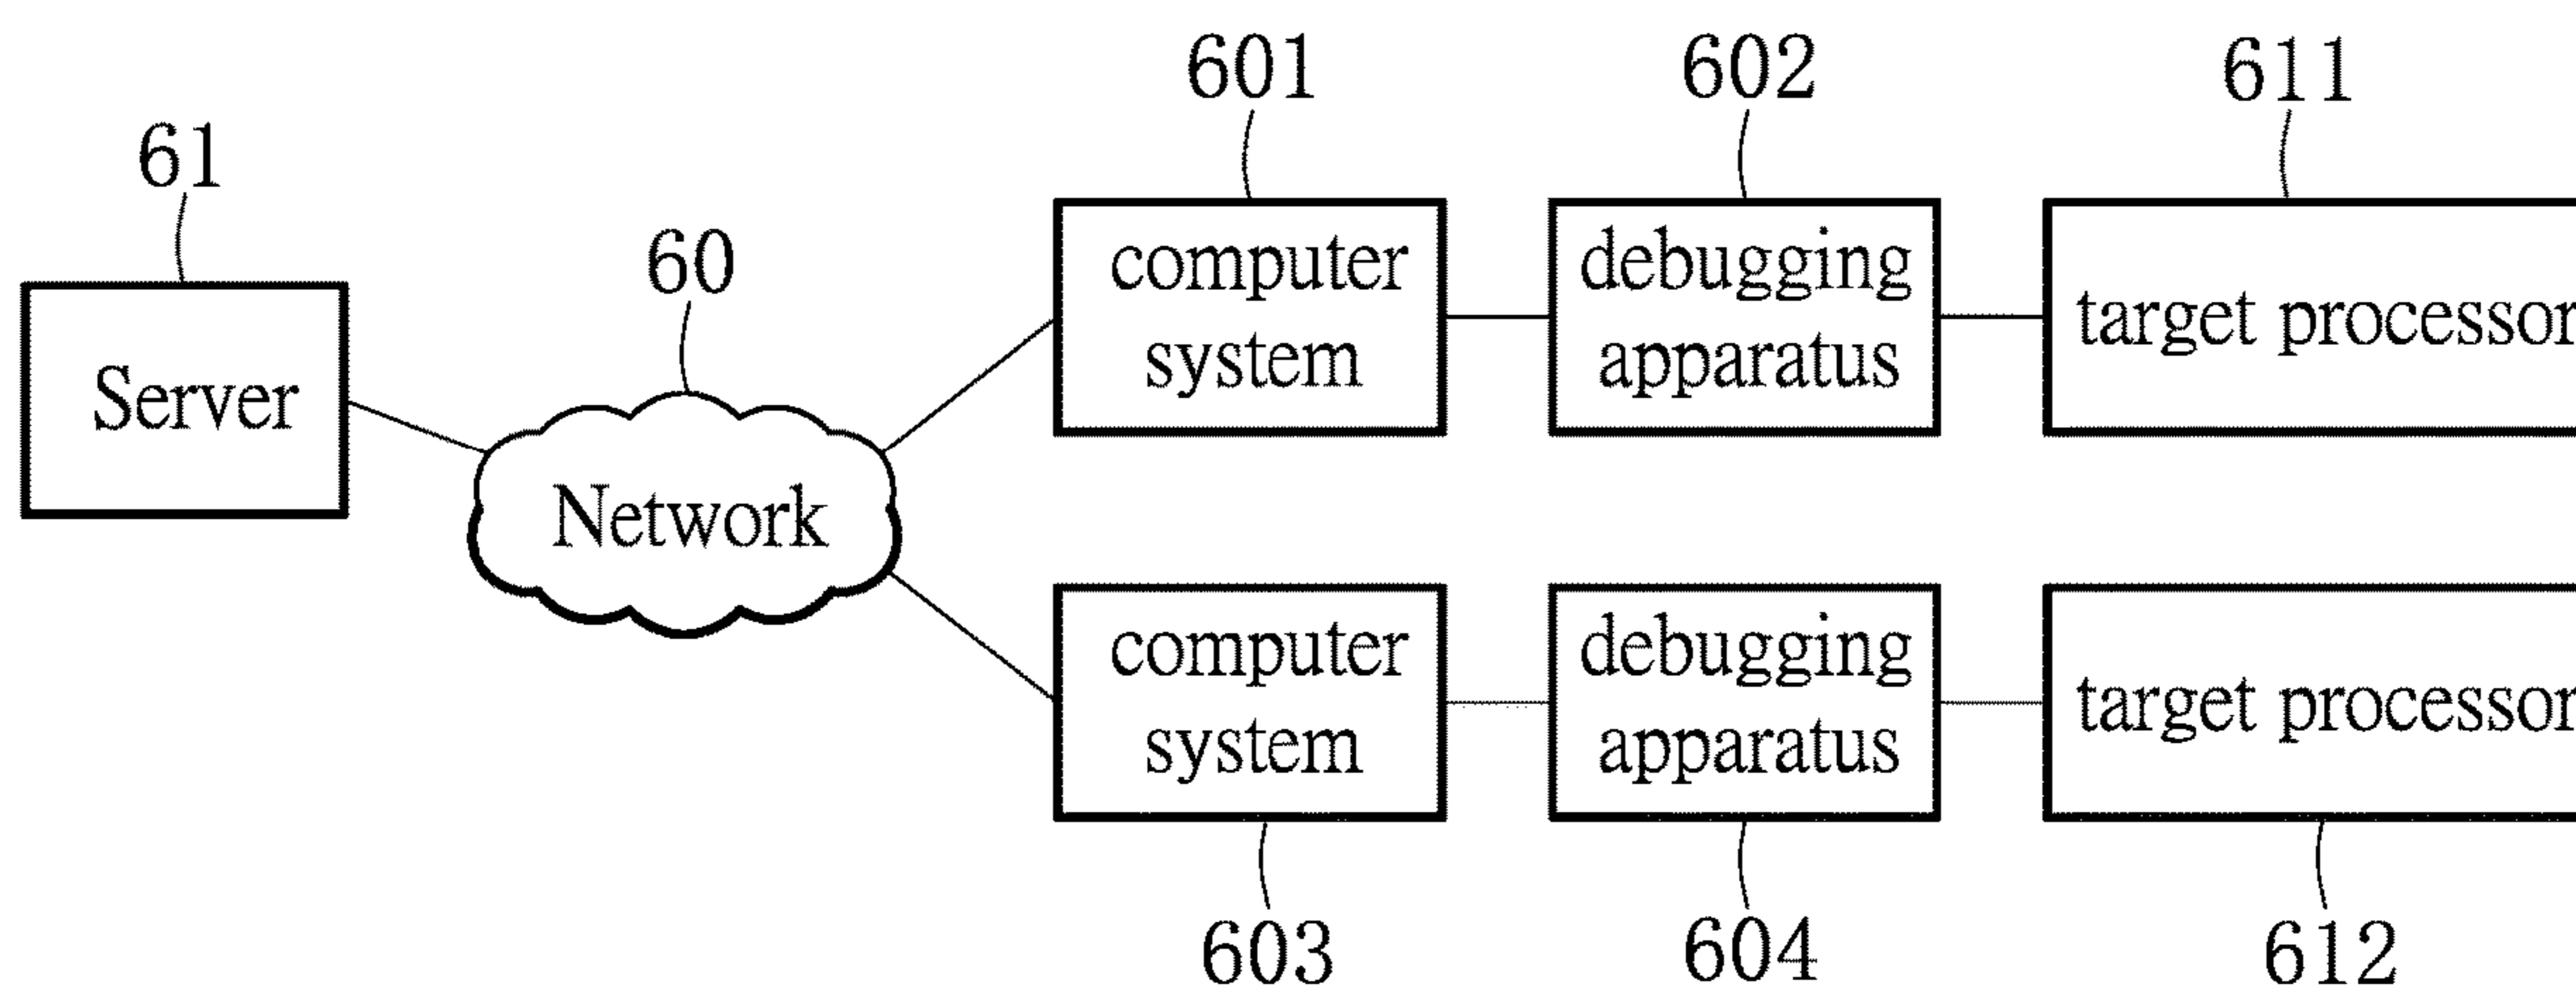 601
602
611
61
60
computer
system
debugging
apparatus
target processor
Server
Network
computer
system
debugging
apparatus
target processor
603
604
612